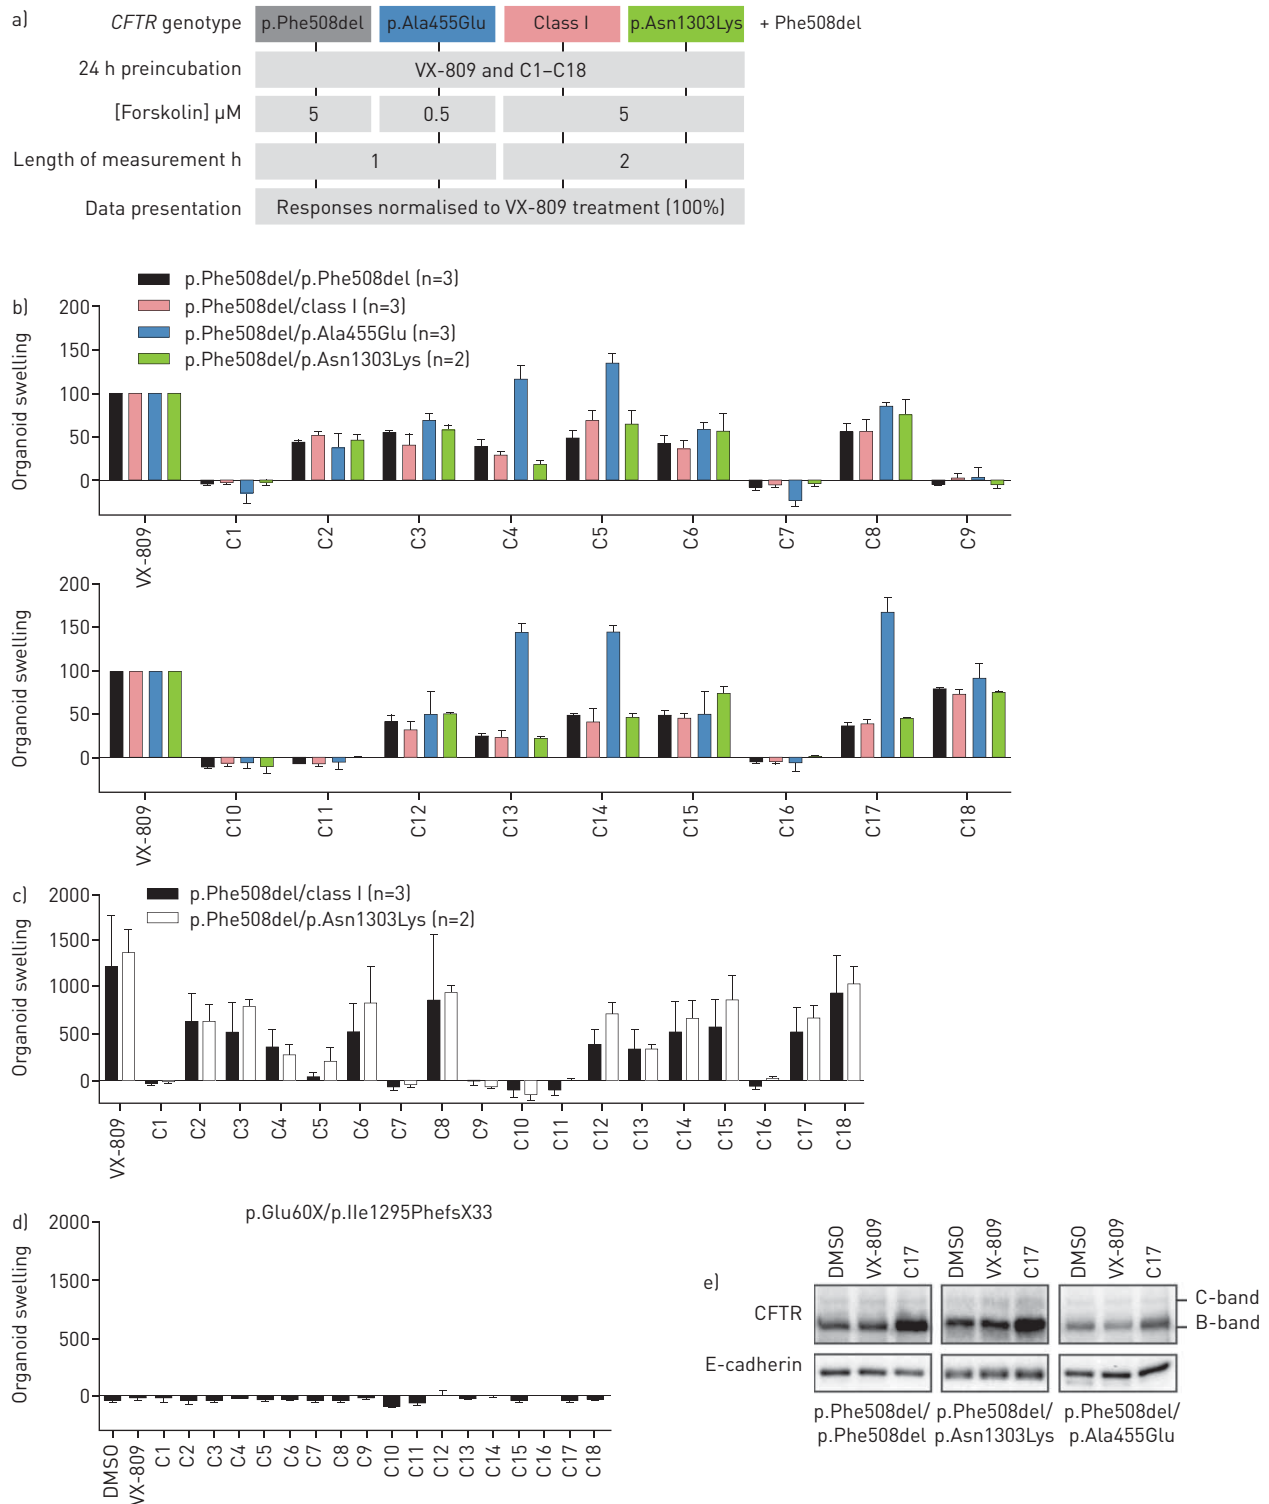 a)
CFTR genotype p.Phe508del p.Ala455Glu Class I p.Asn1303Lys + Phe508del
24 h preincubation VX-809 and C1–C18
[Forskolin] µM 5 0.5 5
Length of measurement h 1 2
Data presentation Responses normalised to VX-809 treatment (100%)
b)
p.Phe508del/p.Phe508del (n=3)
p.Phe508del/class I (n=3)
p.Phe508del/p.Ala455Glu (n=3)
p.Phe508del/p.Asn1303Lys (n=2)
Organoid swelling
200
150
100
50
0
VX-809 C1 C2 C3 C4 C5 C6 C7 C8 C9
Organoid swelling
200
150
100
50
0
VX-809 C10 C11 C12 C13 C14 C15 C16 C17 C18
c)
p.Phe508del/class I (n=3)
p.Phe508del/p.Asn1303Lys (n=2)
Organoid swelling
2000
1500
1000
500
0
VX-809 C1 C2 C3 C4 C5 C6 C7 C8 C9 C10 C11 C12 C13 C14 C15 C16 C17 C18
d)
p.Glu60X/p.Ile1295PhefsX33
Organoid swelling
2000
1500
500
0
DMSO VX-809 C1 C2 C3 C4 C5 C6 C7 C8 C9 C10 C11 C12 C13 C14 C15 C16 C17 C18
e)
DMSO VX-809 C17 DMSO VX-809 C17 DMSO VX-809 C17
CFTR
C-band
B-band
E-cadherin
p.Phe508del/ p.Phe508del/ p.Phe508del/
p.Phe508del p.Asn1303Lys p.Ala455Glu